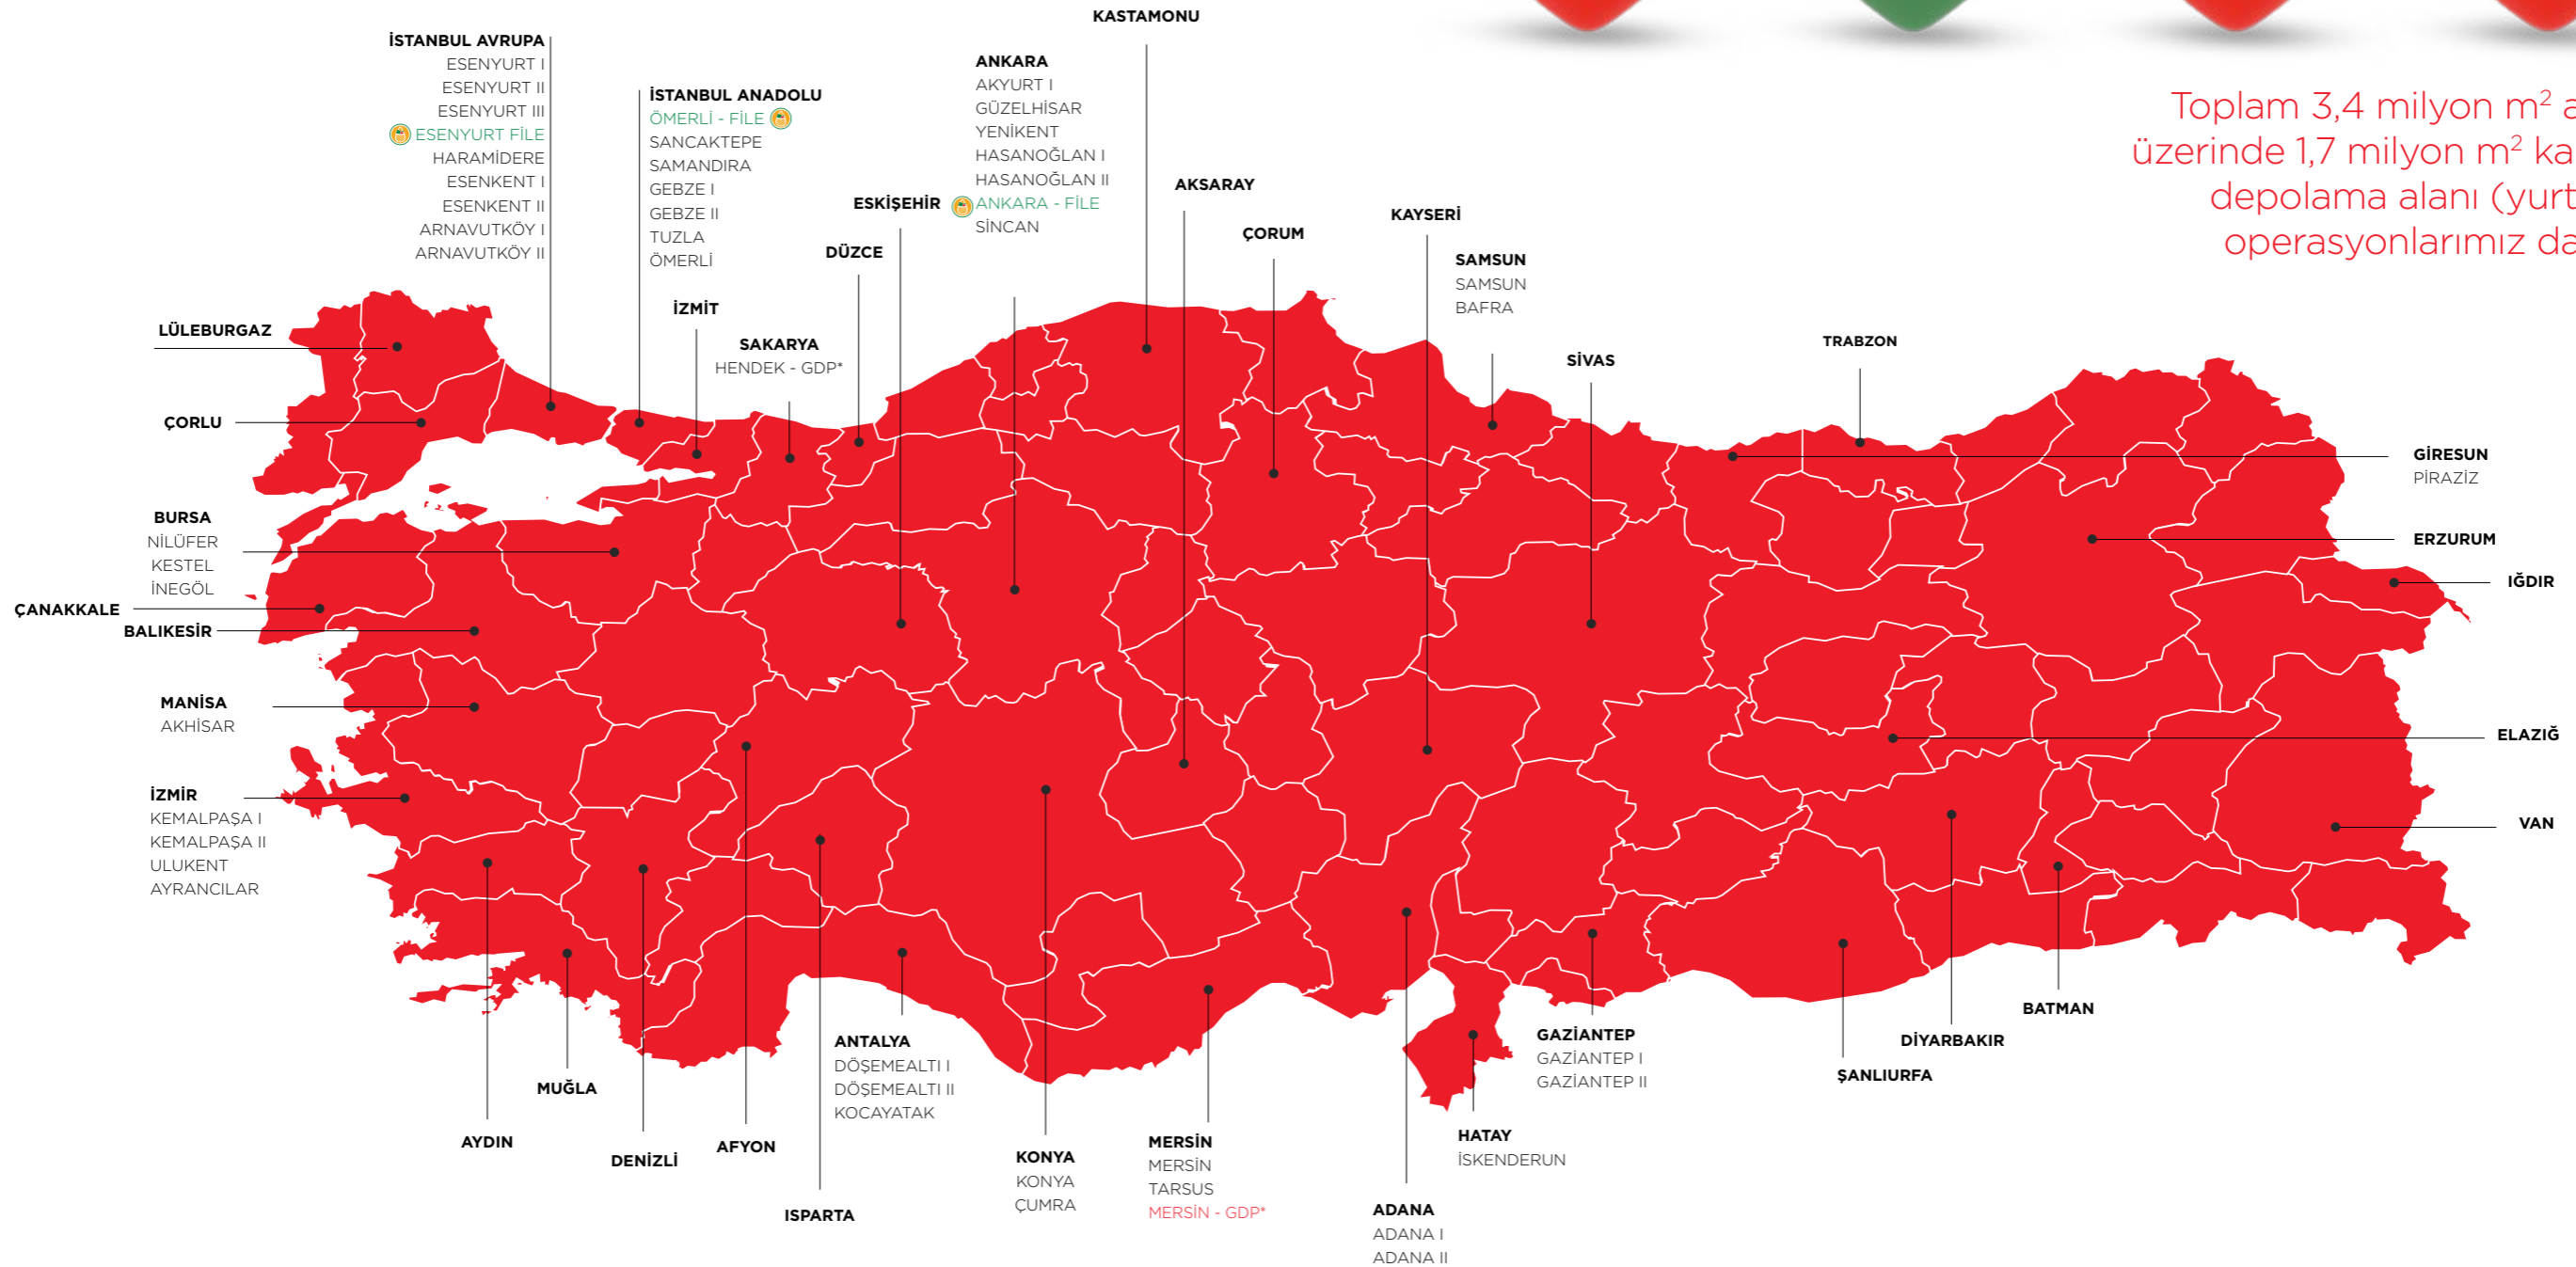 KASTAMONU
İSTANBUL AVRUPA
ESENYURT I
ESENYURT II
ESENYURT III
ESENYURT FİLE
HARAMİDERE
ESENKENT I
ESENKENT II
ARNAVUTKÖY I
ARNAVUTKÖY II
İSTANBUL ANADOLU
ÖMERLİ - FİLE
SANCAKTEPE
SAMANDIRA
GEBZE I
GEBZE II
TUZLA
ÖMERLİ
ANKARA
AKYURT I
GÜZELHİSAR
YENİKENT
HASANOĞLAN I
HASANOĞLAN II
ANKARA - FİLE
SİNCAN
Toplam 3,4 milyon m² a
üzerinde 1,7 milyon m² ka
depolama alanı (yurt
operasyonlarımız da
ESKİŞEHİR
DÜZCE
AKSARAY
ÇORUM
KAYSERİ
SAMSUN
SAMSUN
BAFRA
İZMİT
SAKARYA
HENDEK - GDP*
SİVAS
TRABZON
LÜLEBURGAZ
ÇORLU
BURSA
NİLÜFER
KESTEL
İNEGÖL
ÇANAKKALE
BALIKESİR
MANİSA
AKHİSAR
İZMİR
KEMALPAŞA I
KEMALPAŞA II
ULUKENT
AYRANCILAR
GİRESUN
PİRAZİZ
ERZURUM
IĞDIR
ELAZIĞ
VAN
BATMAN
DİYARBAKIR
ŞANLIURFA
GAZİANTEP
GAZİANTEP I
GAZİANTEP II
HATAY
İSKENDERUN
ADANA
ADANA I
ADANA II
MERSİN
MERSİN
TARSUS
MERSİN - GDP*
KONYA
KONYA
ÇUMRA
ANTALYA
DÖŞEMEALTI I
DÖŞEMEALTI II
KOCAYATAK
ISPARTA
AFYON
DENİZLİ
MUĞLA
AYDIN